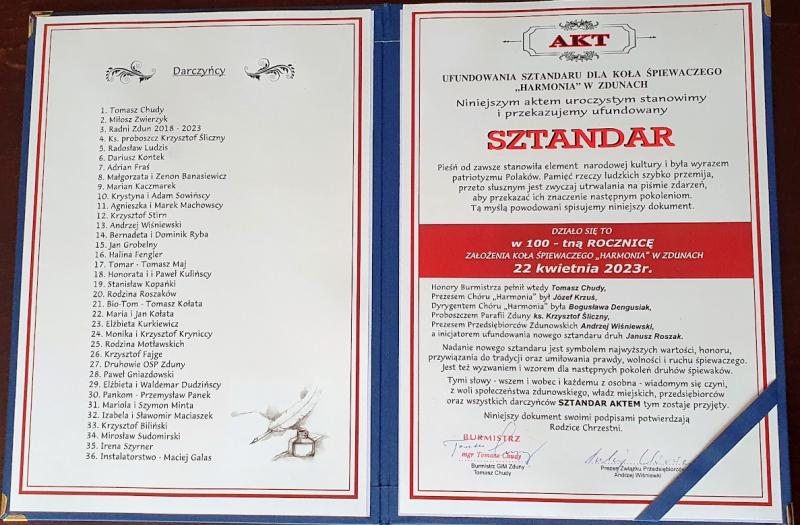 Darczyńcy
1. Tomasz Chudy
2. Miłosz Zwierzyk
3. Radni Zdun 2018 - 2023
4. Ks. proboszcz Krzysztof Śliczny
5. Radosław Ludzis
6. Dariusz Kontek
7. Adrian Fraś
8. Małgorzata i Zenon Banasiewicz
9. Marian Kaczmarek
10. Krystyna i Adam Sowińscy
11. Agnieszka i Marek Machowscy
12. Krzysztof Stirn
13. Andrzej Wiśniewski
14. Bernadeta i Dominik Ryba
15. Jan Grobelny
16. Halina Fengler
17. Tomar - Tomasz Maj
18. Honorata i i Paweł Kulińscy
19. Stanisław Kopański
20. Rodzina Roszaków
21. Bio-Tom - Tomasz Kołata
22. Maria i Jan Kołata
23. Elżbieta Kurkiewicz
24. Monika i Krzysztof Kryniccy
25. Rodzina Motławskich
26. Krzysztof Fajge
27. Druhowie OSP Zduny
28. Paweł Gniazdowski
29. Elżbieta i Waldemar Dudzińscy
30. Pankom - Przemysław Panek
31. Mariola i Szymon Minta
32. Izabela i Sławomir Maciaszek
33. Krzysztof Biliński
34. Mirosław Sudomirski
35. Irena Szyrner
36. Instalatorstwo - Maciej Galas
AKT
UFUNDOWANIA SZTANDARU DLA KOŁA ŚPIEWACZEGO
„HARMONIA” W ZDUNACH
Niniejszym aktem uroczystym stanowimy
i przekazujemy ufundowany
SZTANDAR
Pieśń od zawsze stanowiła element narodowej kultury i była wyrazem
patriotyzmu Polaków. Pamięć rzeczy ludzkich szybko przemija,
przeto słusznym jest zwyczaj utrwalania na piśmie zdarzeń,
aby przekazać ich znaczenie następnym pokoleniom.
Tą myślą powodowani spisujemy niniejszy dokument.
DZIAŁO SIĘ TO
w 100 - tną ROCZNICĘ
ZAŁOŻENIA KOŁA ŚPIEWACZEGO „HARMONIA” W ZDUNACH
22 kwietnia 2023r.
Honory Burmistrza pełnił wtedy Tomasz Chudy,
Prezesem Chóru „Harmonia” był Józef Krzuś,
Dyrygentem Chóru „Harmonia” była Bogusława Dengusiak,
Proboszczem Parafii Zduny ks. Krzysztof Śliczny,
Prezesem Przedsiębiorców Zdunowskich Andrzej Wiśniewski,
a inicjatorem ufundowania nowego sztandaru druh Janusz Roszak.
Nadanie nowego sztandaru jest symbolem najwyższych wartości, honoru,
przywiązania do tradycji oraz umiłowania prawdy, wolności i ruchu śpiewaczego.
Jest też wyzwaniem i wzorem dla następnych pokoleń druhów śpiewaków.
Tymi słowy - wszem i wobec i każdemu z osobna - wiadomym się czyni,
z woli społeczeństwa zdunowskiego, władz miejskich, przedsiębiorców
oraz wszystkich darczyńców SZTANDAR AKTEM tym zostaje przyjęty.
Niniejszy dokument swoimi podpisami potwierdzają
Rodzice Chrzestni.
BURMISTRZ
mgr Tomasz Chudy
Burmistrz GiM Zduny
Tomasz Chudy
Prezes Związku Przedsiębiorców
Andrzej Wiśniewski